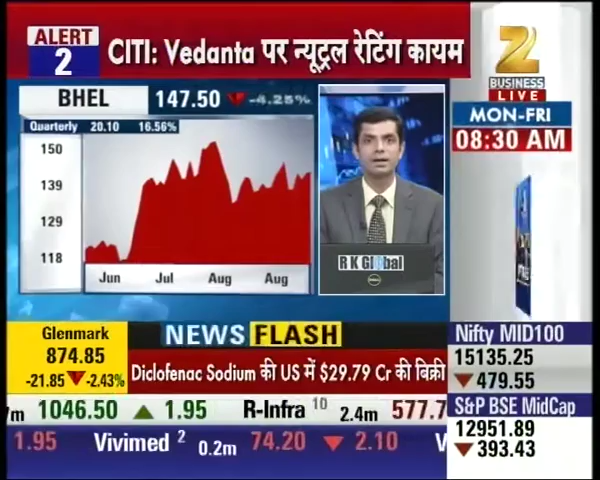 ALERT
2
CITI: Vedanta पर न्यूट्रल रेटिंग कायम
Z
BUSINESS
LIVE
MON-FRI
08:30 AM
BHEL
147.50 -4.25%
Quarterly 20.10 16.56%
150
139
129
118
Jun Jul Aug Aug
R K Global
DELL
Glenmark
874.85
-21.85 -2.43%
NEWS FLASH
Diclofenac Sodium की US में $29.79 Cr की बिक्री
Nifty MID100
15135.25
479.55
S&P BSE MidCap
12951.89
393.43
7m 1046.50 1.95 R-Infra 10 2.4m 577.7
1.95 Vivimed 2 0.2m 74.20 2.10 V